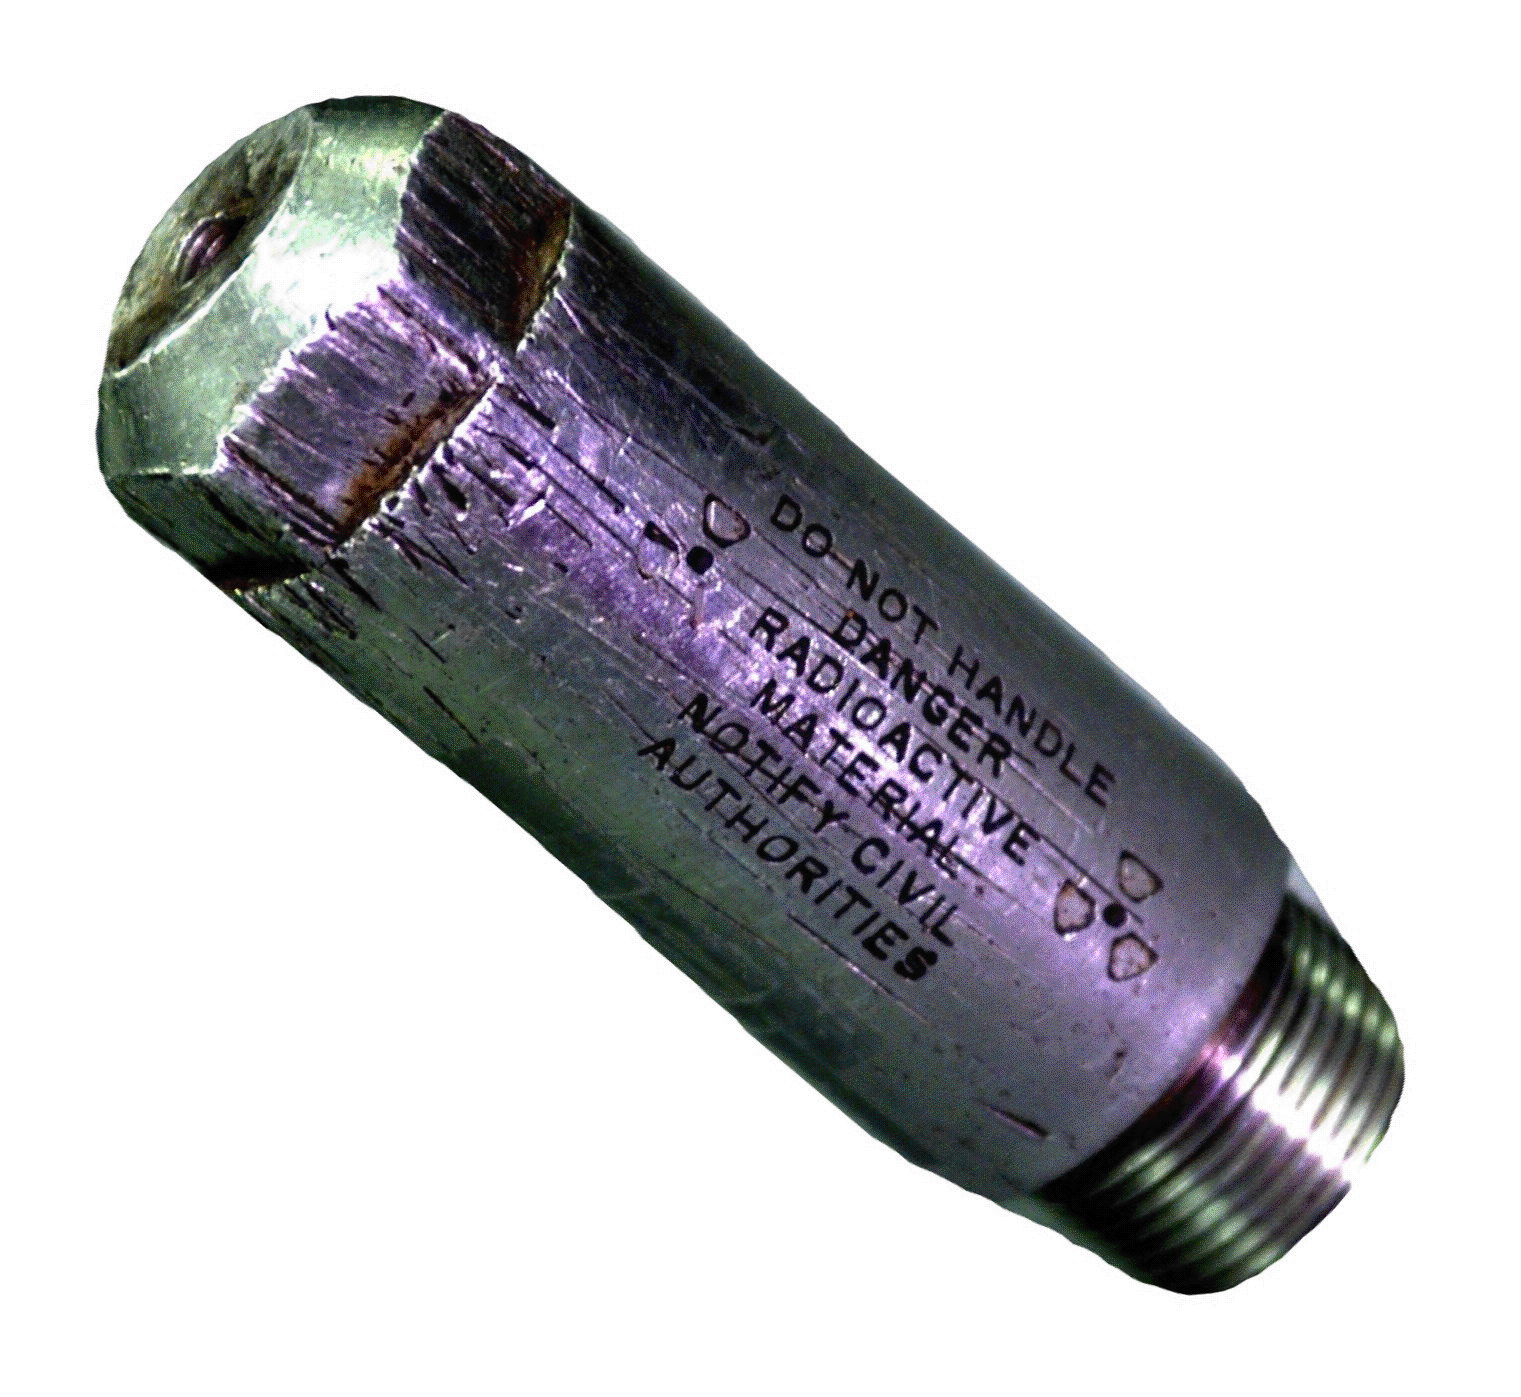 DO NOT HANDLE
DANGER
RADIOACTIVE
MATERIAL
NOTIFY CIVIL
AUTHORITIES